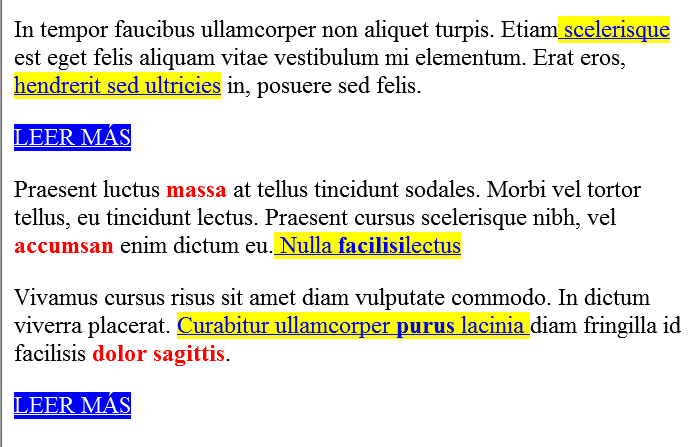 In tempor faucibus ullamcorper non aliquet turpis. Etiam scelerisque
est eget felis aliquam vitae vestibulum mi elementum. Erat eros,
hendrerit sed ultricies in, posuere sed felis.
LEER MÁS
Praesent luctus massa at tellus tincidunt sodales. Morbi vel tortor
tellus, eu tincidunt lectus. Praesent cursus scelerisque nibh, vel
accumsan enim dictum eu. Nulla facilisilectus
Vivamus cursus risus sit amet diam vulputate commodo. In dictum
viverra placerat. Curabitur ullamcorper purus lacinia diam fringilla id
facilisis dolor sagittis.
LEER MÁS